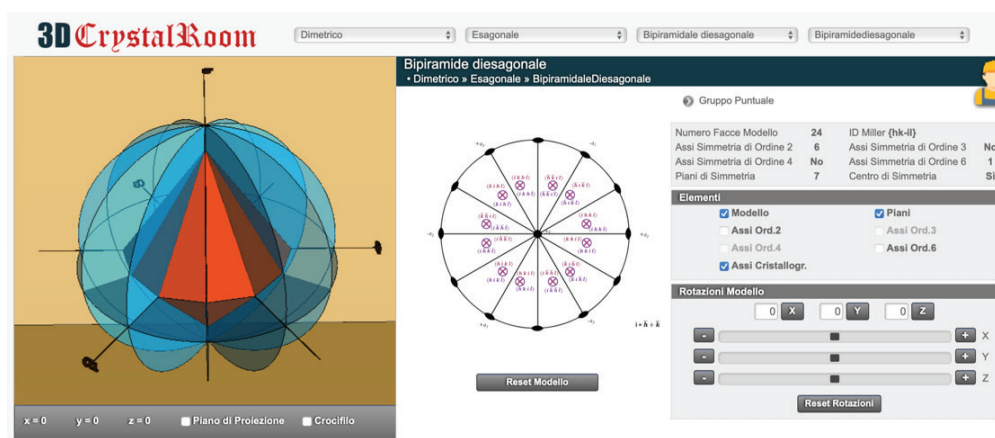 3D CrystalRoom
Dimetrico
Esagonale
Bipiramidale diesagonale
Bipiramidediesagonale
Bipiramide diesagonale
• Dimetrico » Esagonale » BipiramidaleDiesagonale
Gruppo Puntuale
Numero Facce Modello 24 ID Miller {hk-il}
Assi Simmetria di Ordine 2 6 Assi Simmetria di Ordine 3 No
Assi Simmetria di Ordine 4 No Assi Simmetria di Ordine 6 1
Piani di Simmetria 7 Centro di Simmetria Sì
Elementi
Modello Piani
Assi Ord.2 Assi Ord.3
Assi Ord.4 Assi Ord.6
Assi Cristallogr.
Rotazioni Modello
0 X 0 Y 0 Z
- + X
- + Y
- + Z
Reset Rotazioni
Reset Modello
x = 0 y = 0 z = 0 Piano di Proiezione Crocifilo